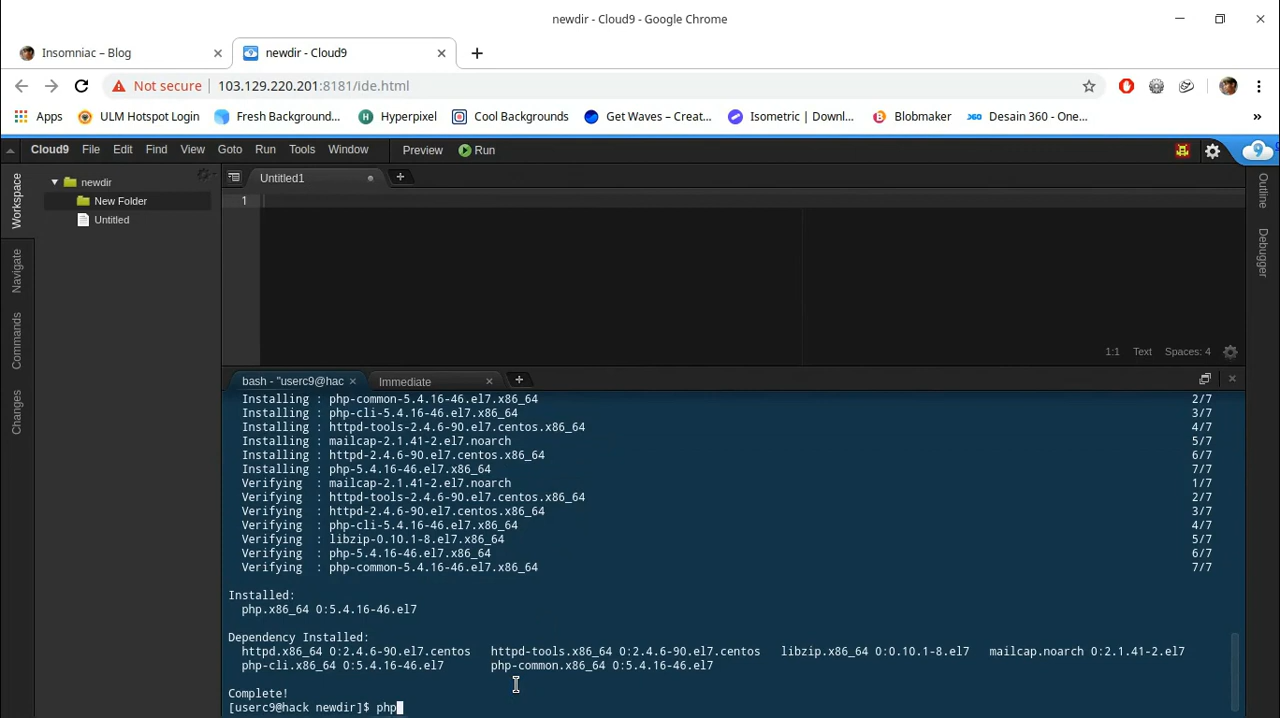 newdir - Cloud9 - Google Chrome
Insomniac – Blog
newdir - Cloud9
Not secure 103.129.220.201:8181/ide.html
Apps ULM Hotspot Login Fresh Background... Hyperpixel Cool Backgrounds Get Waves – Creat... Isometric | Downl... Blobmaker Desain 360 - One... »
Cloud9 File Edit Find View Goto Run Tools Window Preview Run
Workspace
Navigate
Commands
Changes
newdir
New Folder
Untitled
Untitled1
1
1:1 Text Spaces: 4
Outline
Debugger
bash - "userc9@hac Immediate
Installing : php-common-5.4.16-46.el7.x86_64 2/7
Installing : php-cli-5.4.16-46.el7.x86_64 3/7
Installing : httpd-tools-2.4.6-90.el7.centos.x86_64 4/7
Installing : mailcap-2.1.41-2.el7.noarch 5/7
Installing : httpd-2.4.6-90.el7.centos.x86_64 6/7
Installing : php-5.4.16-46.el7.x86_64 7/7
Verifying : mailcap-2.1.41-2.el7.noarch 1/7
Verifying : httpd-tools-2.4.6-90.el7.centos.x86_64 2/7
Verifying : httpd-2.4.6-90.el7.centos.x86_64 3/7
Verifying : php-cli-5.4.16-46.el7.x86_64 4/7
Verifying : libzip-0.10.1-8.el7.x86_64 5/7
Verifying : php-5.4.16-46.el7.x86_64 6/7
Verifying : php-common-5.4.16-46.el7.x86_64 7/7
Installed:
php.x86_64 0:5.4.16-46.el7
Dependency Installed:
httpd.x86_64 0:2.4.6-90.el7.centos httpd-tools.x86_64 0:2.4.6-90.el7.centos libzip.x86_64 0:0.10.1-8.el7 mailcap.noarch 0:2.1.41-2.el7
php-cli.x86_64 0:5.4.16-46.el7 php-common.x86_64 0:5.4.16-46.el7
Complete!
[userc9@hack newdir]$ php